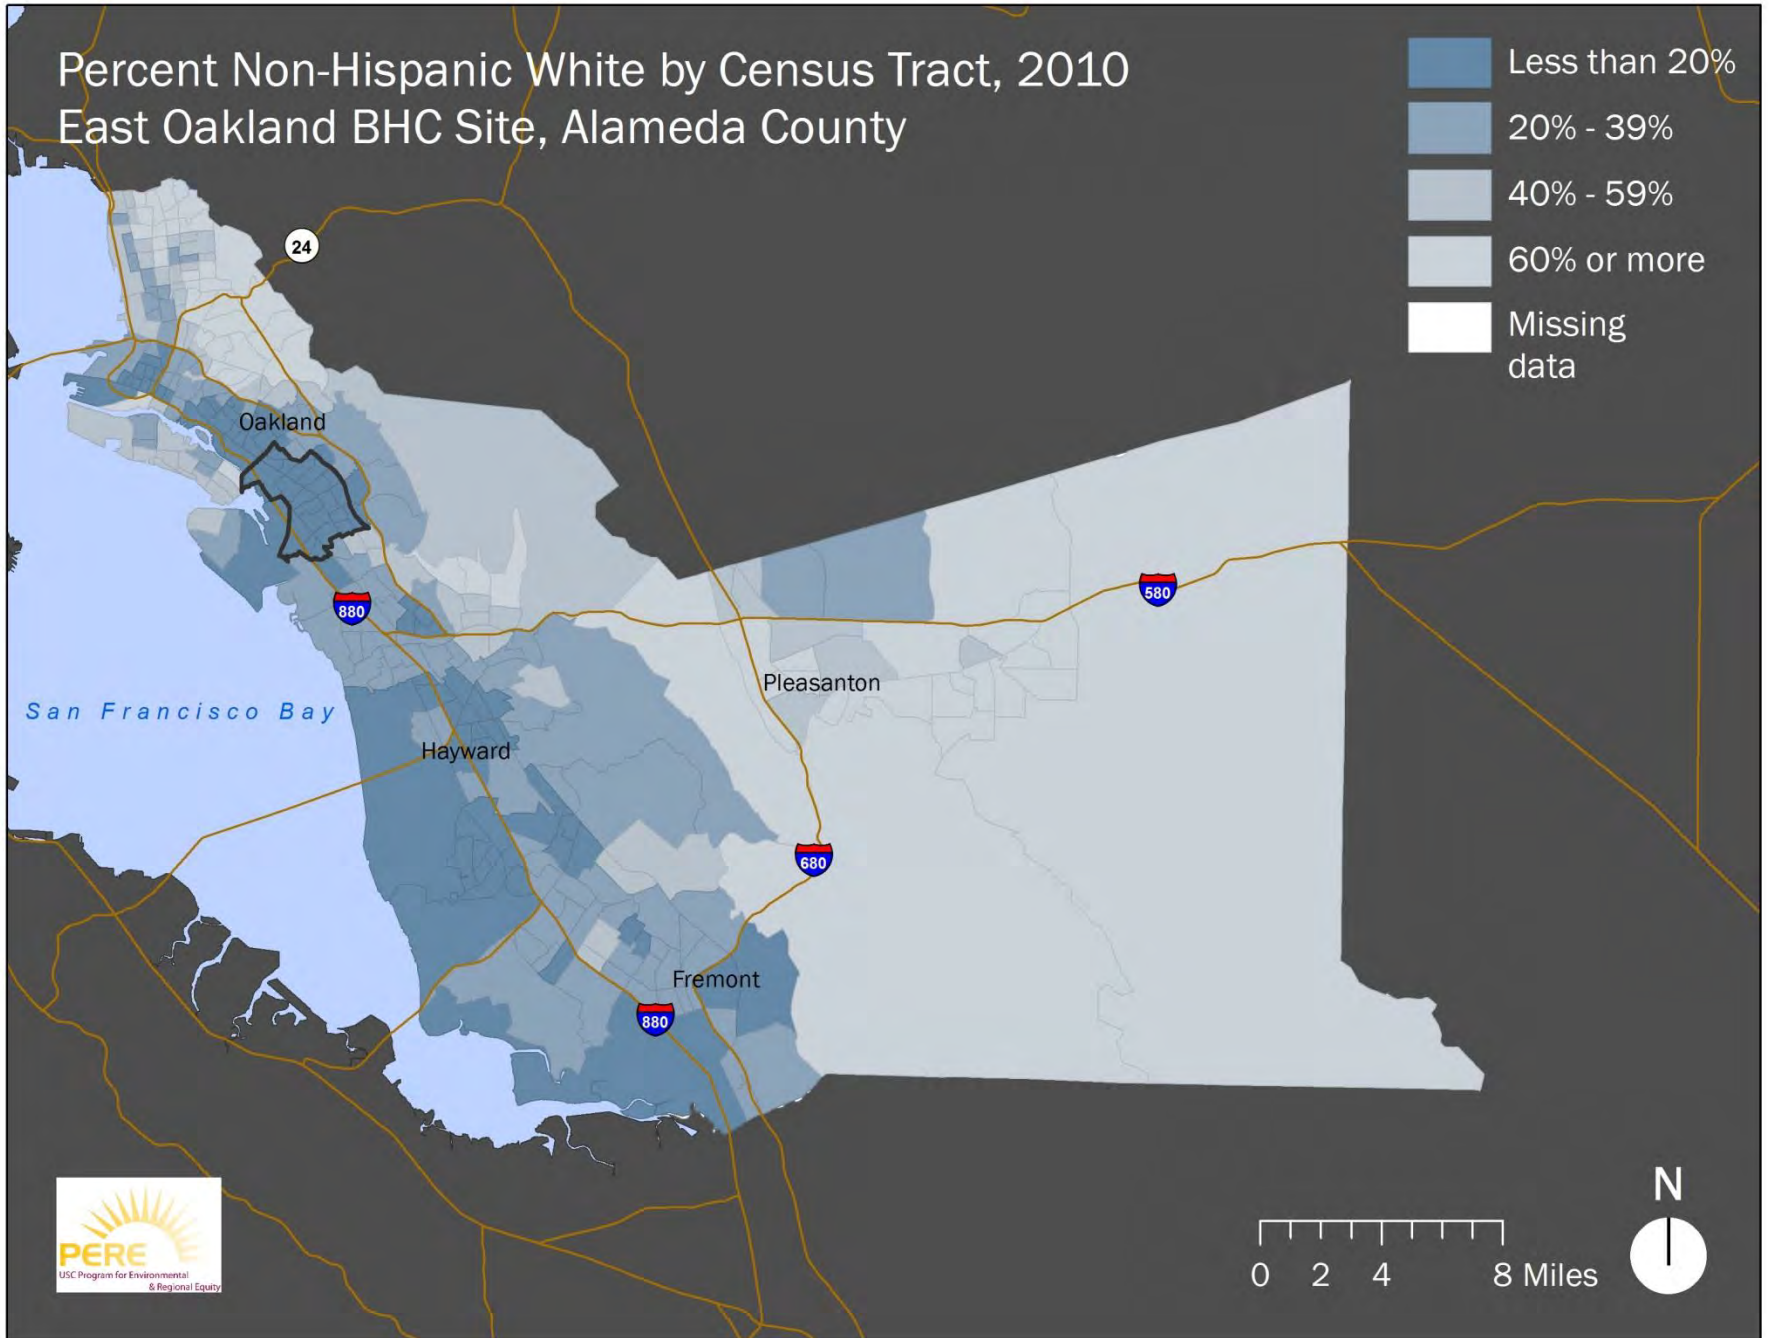 Percent Non-Hispanic White by Census Tract, 2010
East Oakland BHC Site, Alameda County
Less than 20%
20% - 39%
40% - 59%
60% or more
Missing
data
24
Oakland
880
580
Pleasanton
San Francisco Bay
Hayward
680
Fremont
880
PERE
USC Program for Environmental
& Regional Equity
N
0 2 4 8 Miles